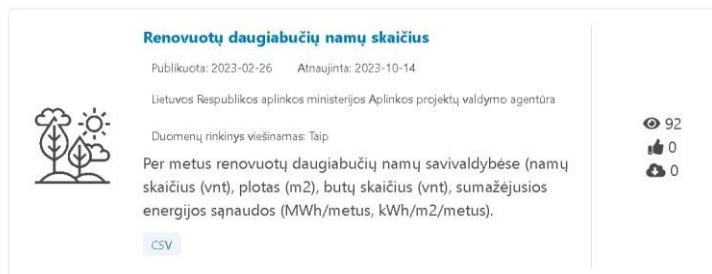 Renovuotų daugiabučių namų skaičius
Publikuota: 2023-02-26 Atnaujinta: 2023-10-14
Lietuvos Respublikos aplinkos ministerijos Aplinkos projektų valdymo agentūra
Duomenų rinkinys viešinamas: Taip
Per metus renovuotų daugiabučių namų savivaldybėse (namų
skaičius (vnt), plotas (m2), butų skaičius (vnt), sumažėjusios
energijos sąnaudos (MWh/metus, kWh/m2/metus).
CSV
92
0
0